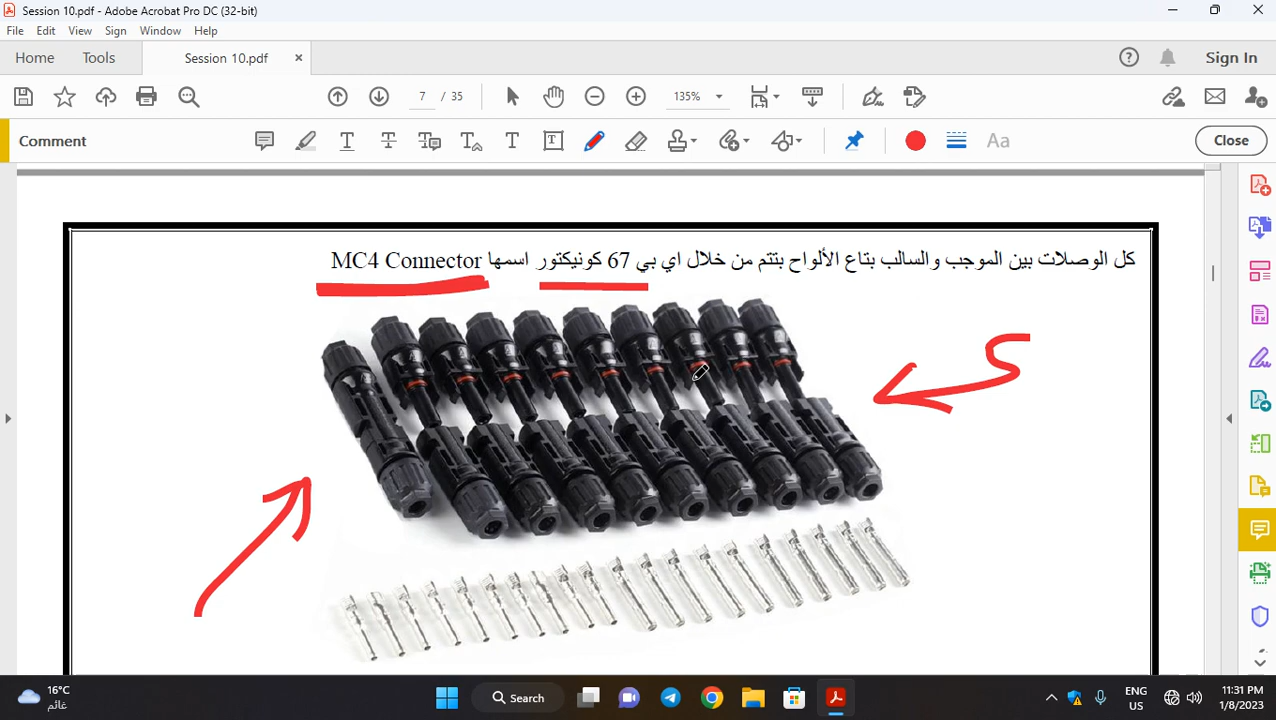 Session 10.pdf - Adobe Acrobat Pro DC (32-bit)
File Edit View Sign Window Help
Home Tools Session 10.pdf × Sign In
7 / 35 135%
Comment Aa Close
كل الوصلات بين الموجب والسالب بتاع الألواح بتتم من خلال اي بي 67 كونيكتور اسمها MC4 Connector
16°C
غائم
Search
ENG
US
11:31 PM
1/8/2023